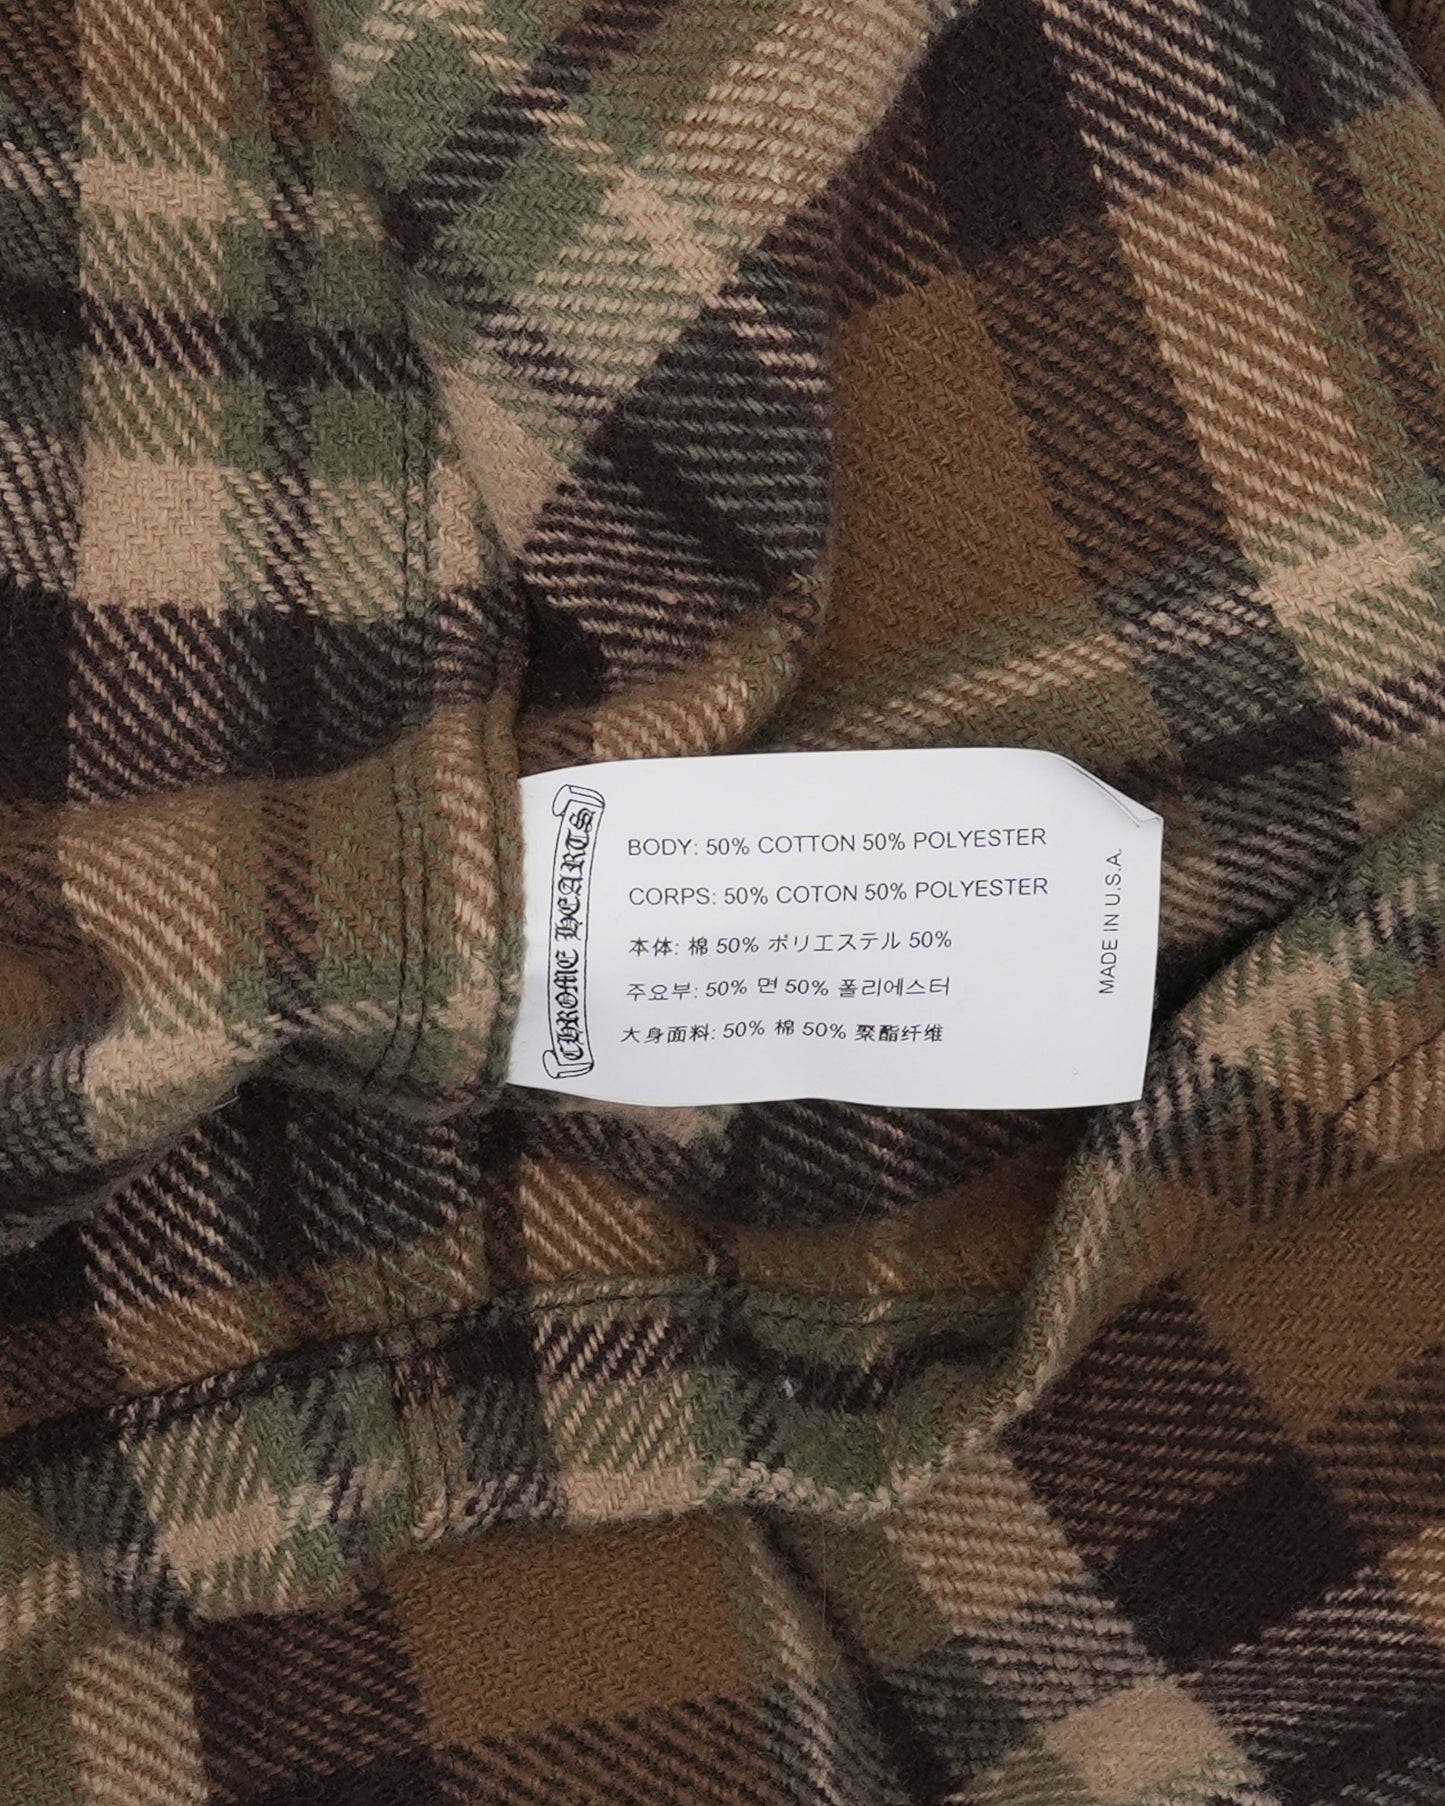 CHROME HEARTS
BODY: 50% COTTON 50% POLYESTER
CORPS: 50% COTON 50% POLYESTER
本体: 棉 50% ポリエステル 50%
주요부: 50% 면 50% 폴리에스터
大身面料: 50% 棉 50% 聚酯纤维
MADE IN U.S.A.